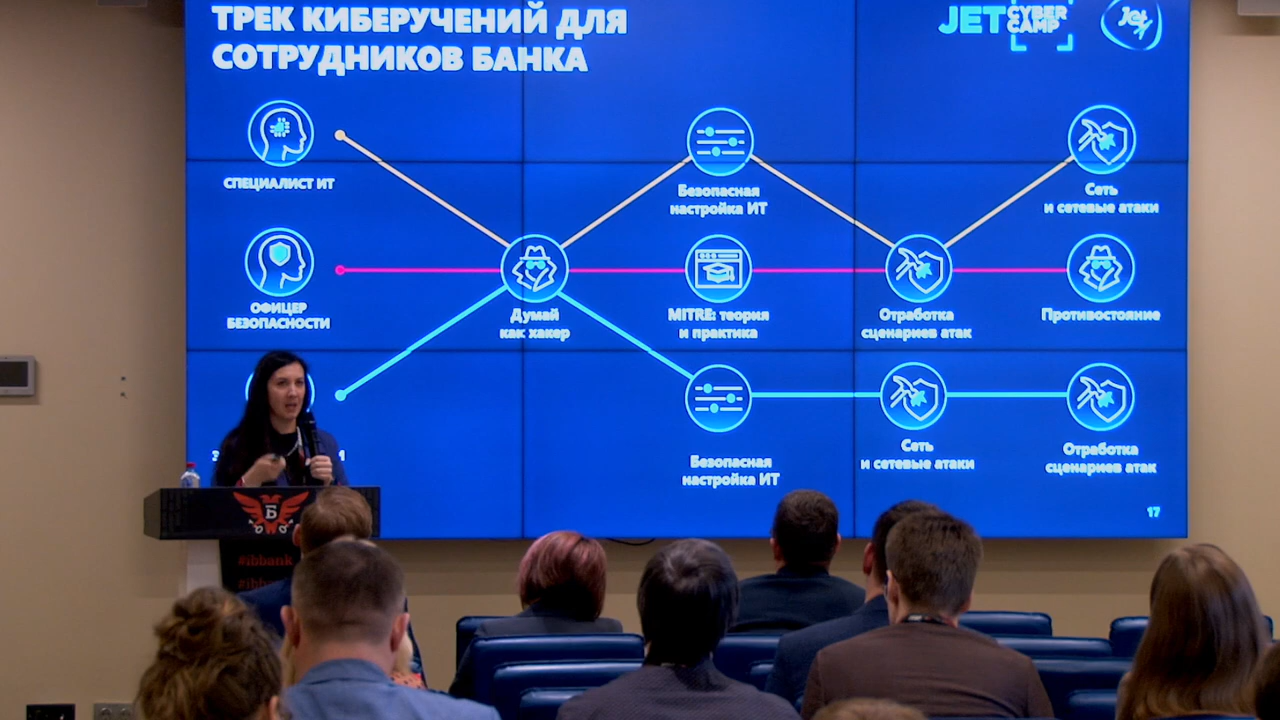 ТРЕК КИБЕРУЧЕНИЙ ДЛЯ
СОТРУДНИКОВ БАНКА
JET CYBER
CAMP
Jet
СПЕЦИАЛИСТ ИТ
Безопасная
настройка ИТ
Сеть
и сетевые атаки
ОФИЦЕР
БЕЗОПАСНОСТИ
Думай
как хакер
MITRE: теория
и практика
Отработка
сценариев атак
Противостояние
Безопасная
настройка ИТ
Сеть
и сетевые атаки
Отработка
сценариев атак
17
Б
#ibbank
#ibbank